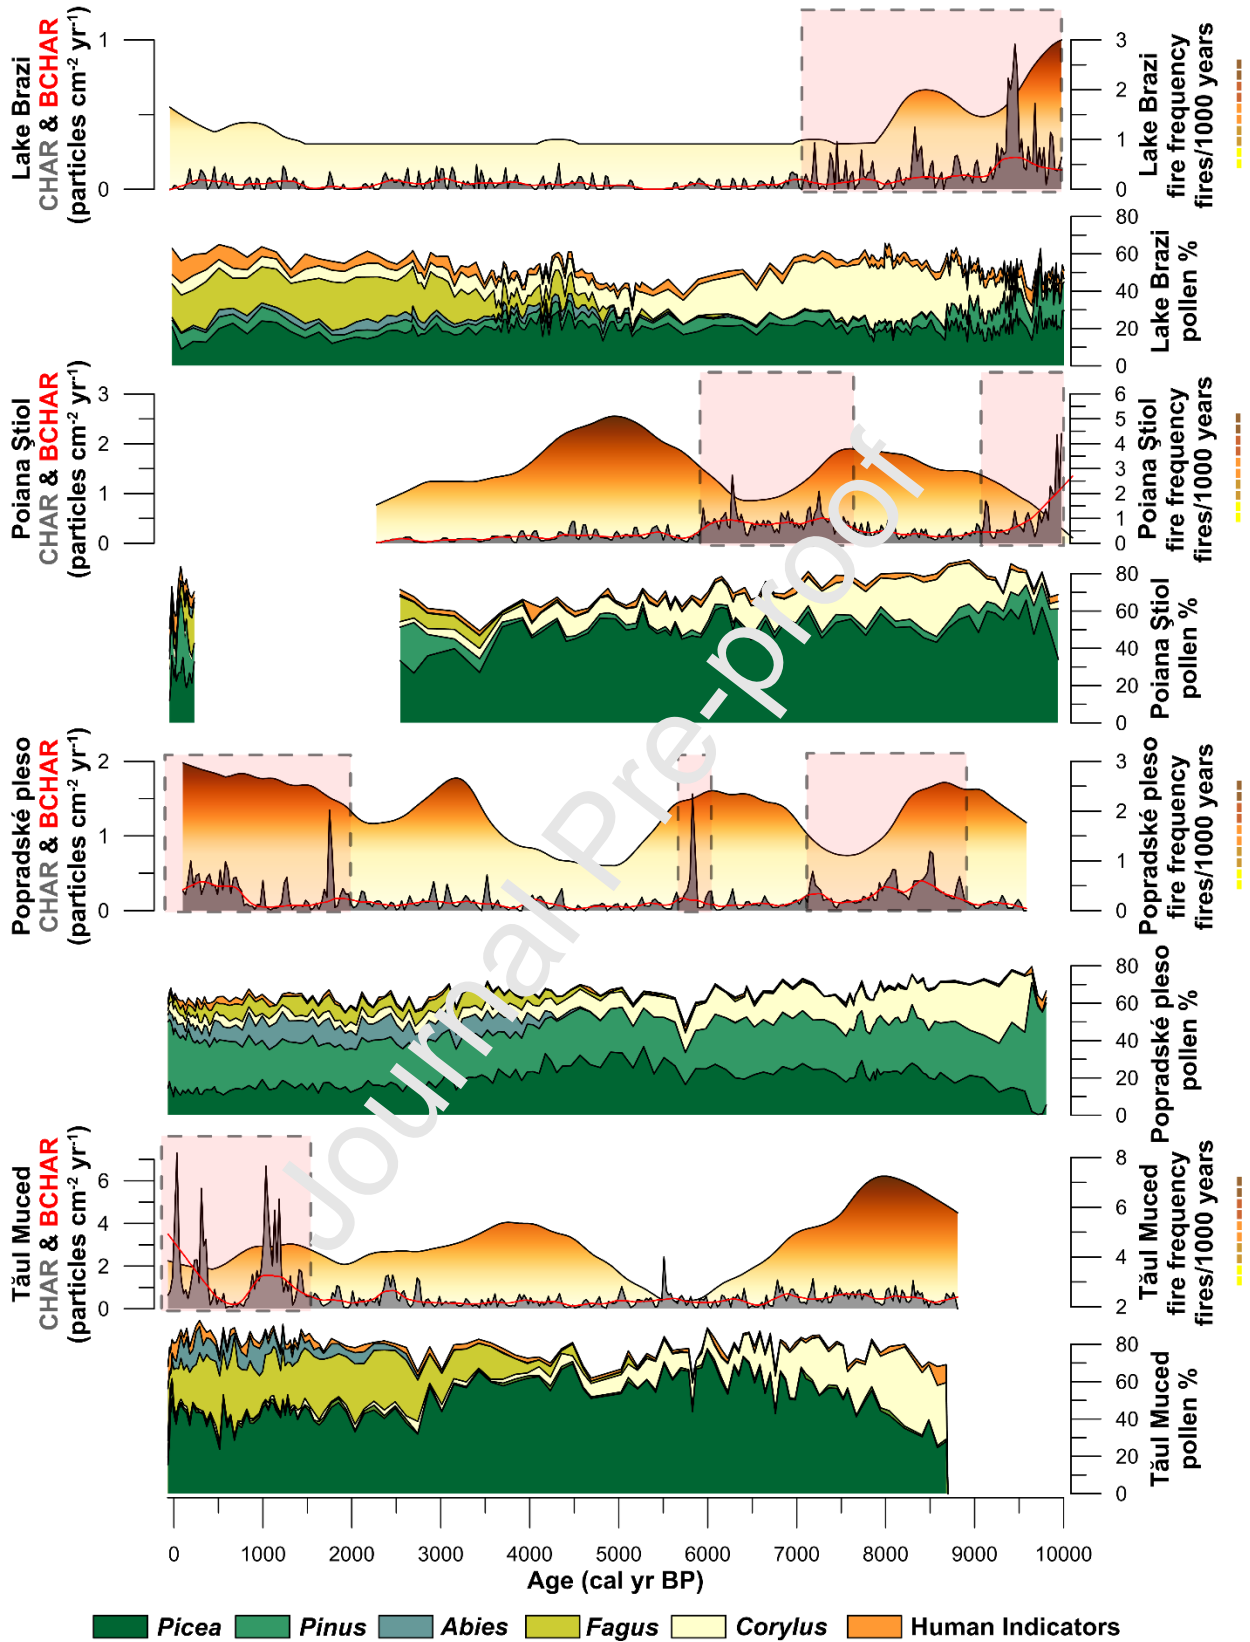 Lake Brazi
CHAR & BCHAR
(particles cm⁻² yr⁻¹)
1
0
3
2
1
0
Lake Brazi
fire frequency
fires/1000 years
80
60
40
20
0
Lake Brazi
pollen %
Poiana Ştiol
CHAR & BCHAR
(particles cm⁻² yr⁻¹)
3
2
1
0
6
5
4
3
2
1
0
Poiana Ştiol
fire frequency
fires/1000 years
80
60
40
20
0
Poiana Ştiol
pollen %
Popradské pleso
CHAR & BCHAR
(particles cm⁻² yr⁻¹)
2
1
0
3
2
1
0
Popradské pleso
fire frequency
fires/1000 years
80
60
40
20
0
Popradské pleso
pollen %
Tăul Muced
CHAR & BCHAR
(particles cm⁻² yr⁻¹)
6
4
2
0
8
6
4
2
Tăul Muced
fire frequency
fires/1000 years
80
60
40
20
0
Tăul Muced
pollen %
0 1000 2000 3000 4000 5000 6000 7000 8000 9000 10000
Age (cal yr BP)
Picea Pinus Abies Fagus Corylus Human Indicators
Journal Pre-proof